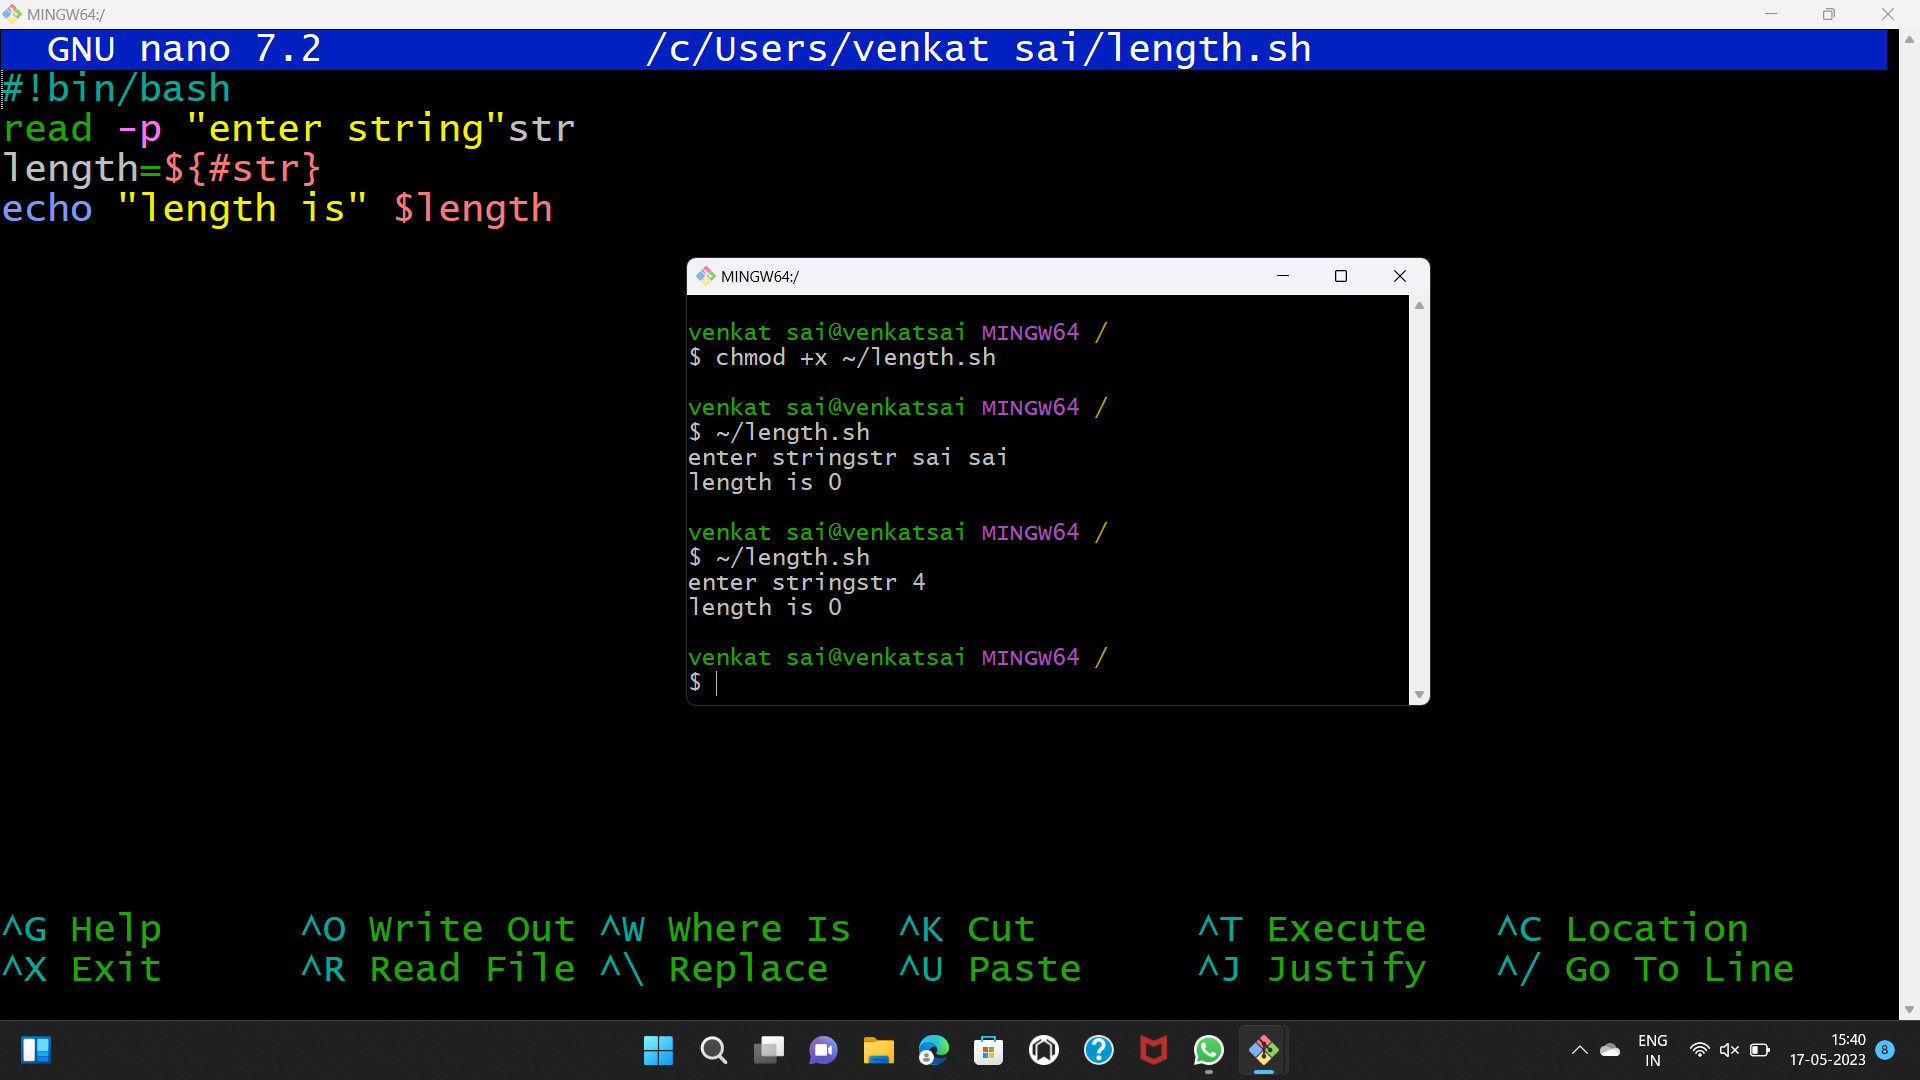 MINGW64:/
GNU nano 7.2 /c/Users/venkat sai/length.sh
#!bin/bash
read -p "enter string"str
length=${#str}
echo "length is" $length
MINGW64:/
venkat sai@venkatsai MINGW64 /
$ chmod +x ~/length.sh
venkat sai@venkatsai MINGW64 /
$ ~/length.sh
enter stringstr sai sai
length is 0
venkat sai@venkatsai MINGW64 /
$ ~/length.sh
enter stringstr 4
length is 0
venkat sai@venkatsai MINGW64 /
$
^G Help ^O Write Out ^W Where Is ^K Cut ^T Execute ^C Location
^X Exit ^R Read File ^\ Replace ^U Paste ^J Justify ^/ Go To Line
ENG 15:40
IN 17-05-2023 8